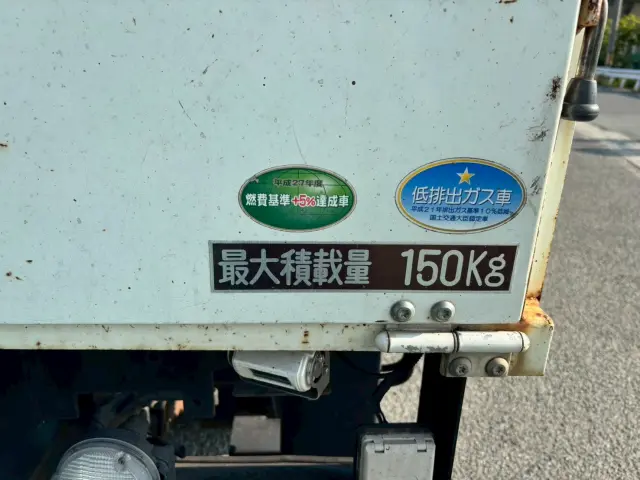 平成27年度
燃費基準+5%達成車
低排出ガス車
平成21年排出ガス基準10%低減
国土交通大臣認定車
最大積載量 150Kg